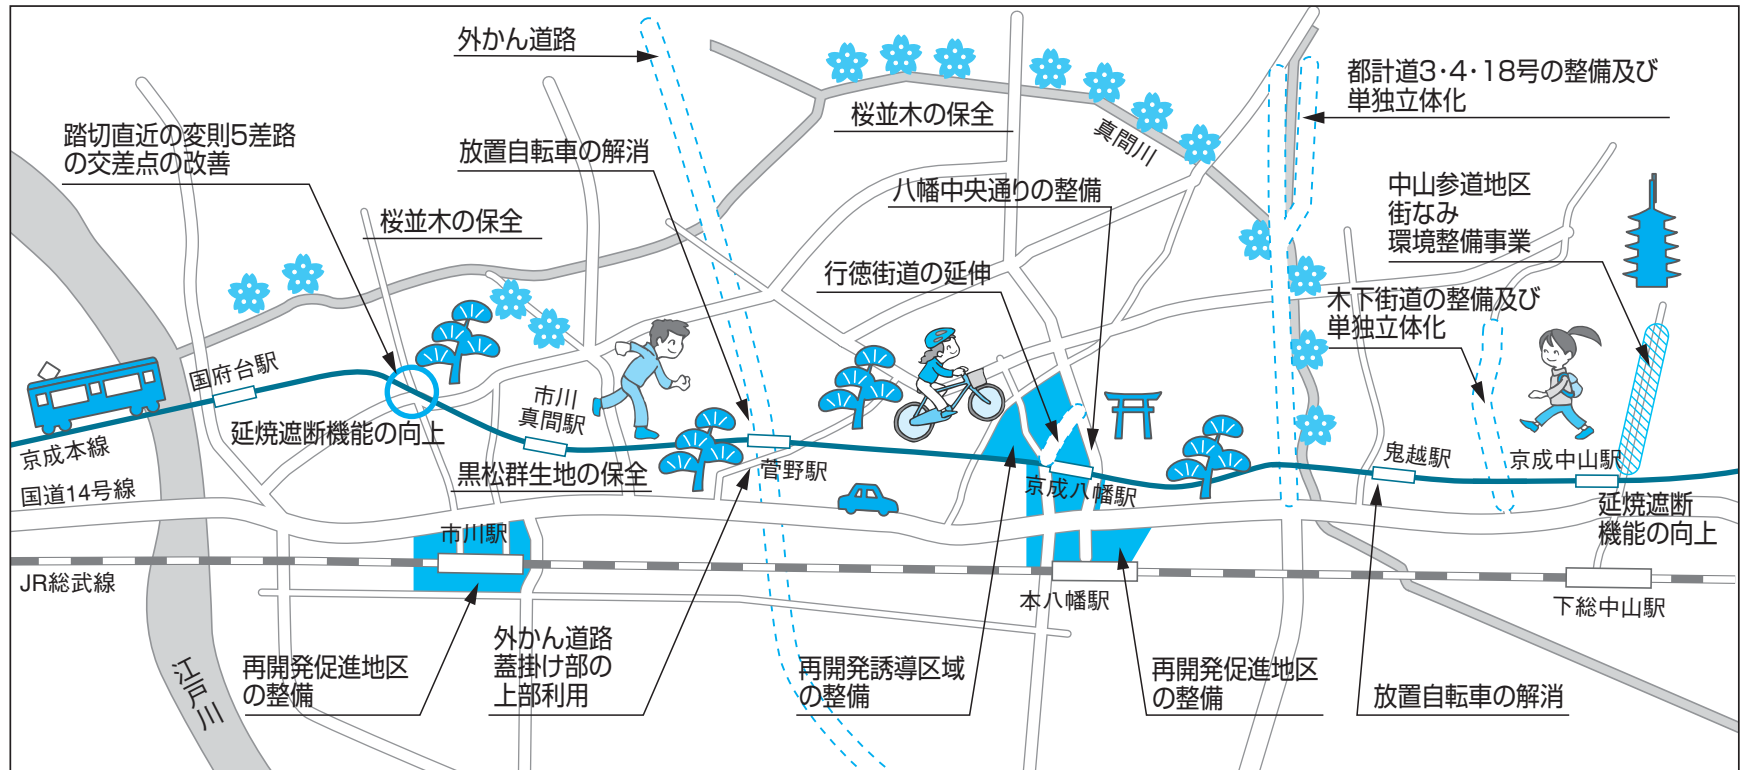 外かん道路
踏切直近の変則5差路
の交差点の改善
放置自転車の解消
桜並木の保全
桜並木の保全
真間川
都計道3・4・18号の整備及び
単独立体化
八幡中央通りの整備
行徳街道の延伸
中山参道地区
街なみ
環境整備事業
木下街道の整備及び
単独立体化
国府台駅
京成本線
国道14号線
延焼遮断機能の向上
市川
真間駅
黒松群生地の保全
菅野駅
京成八幡駅
鬼越駅
京成中山駅
延焼遮断
機能の向上
市川駅
JR総武線
本八幡駅
下総中山駅
江戸川
再開発促進地区
の整備
外かん道路
蓋掛け部の
上部利用
再開発誘導区域
の整備
再開発促進地区
の整備
放置自転車の解消